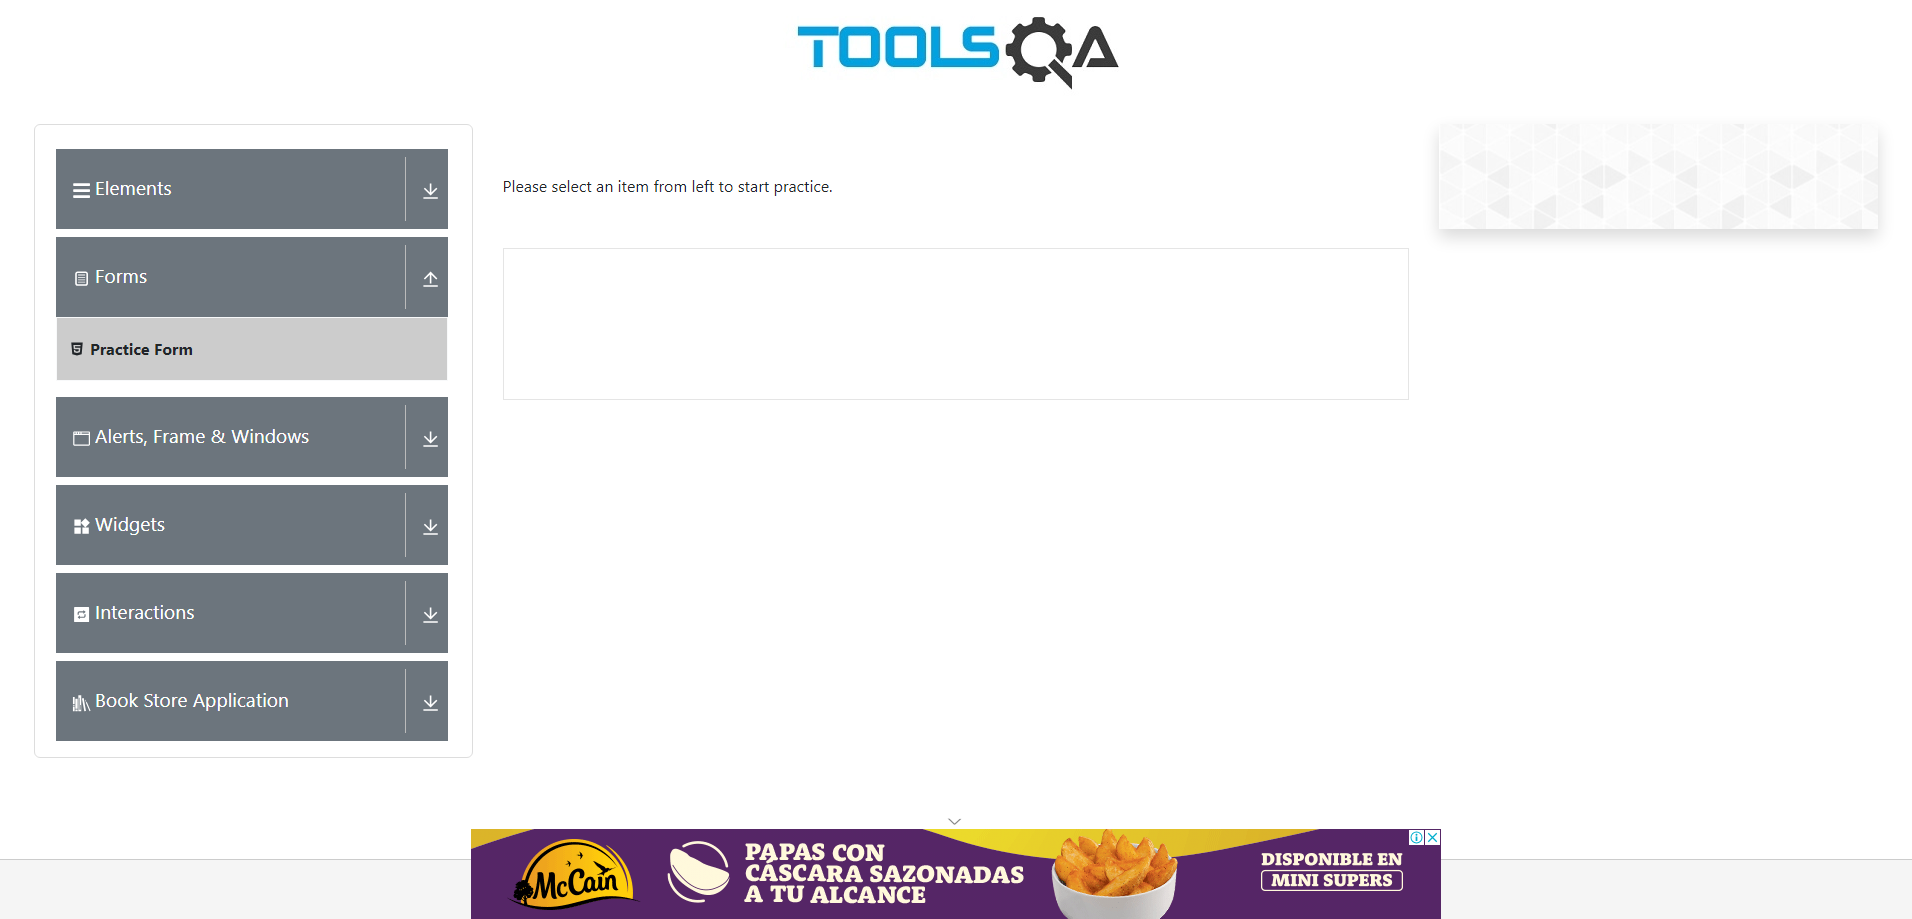 TOOLSQA
Elements
Forms
Practice Form
Alerts, Frame & Windows
Widgets
Interactions
Book Store Application
Please select an item from left to start practice.
McCain
PAPAS CON
CÁSCARA SAZONADAS
A TU ALCANCE
DISPONIBLE EN
MINI SUPERS